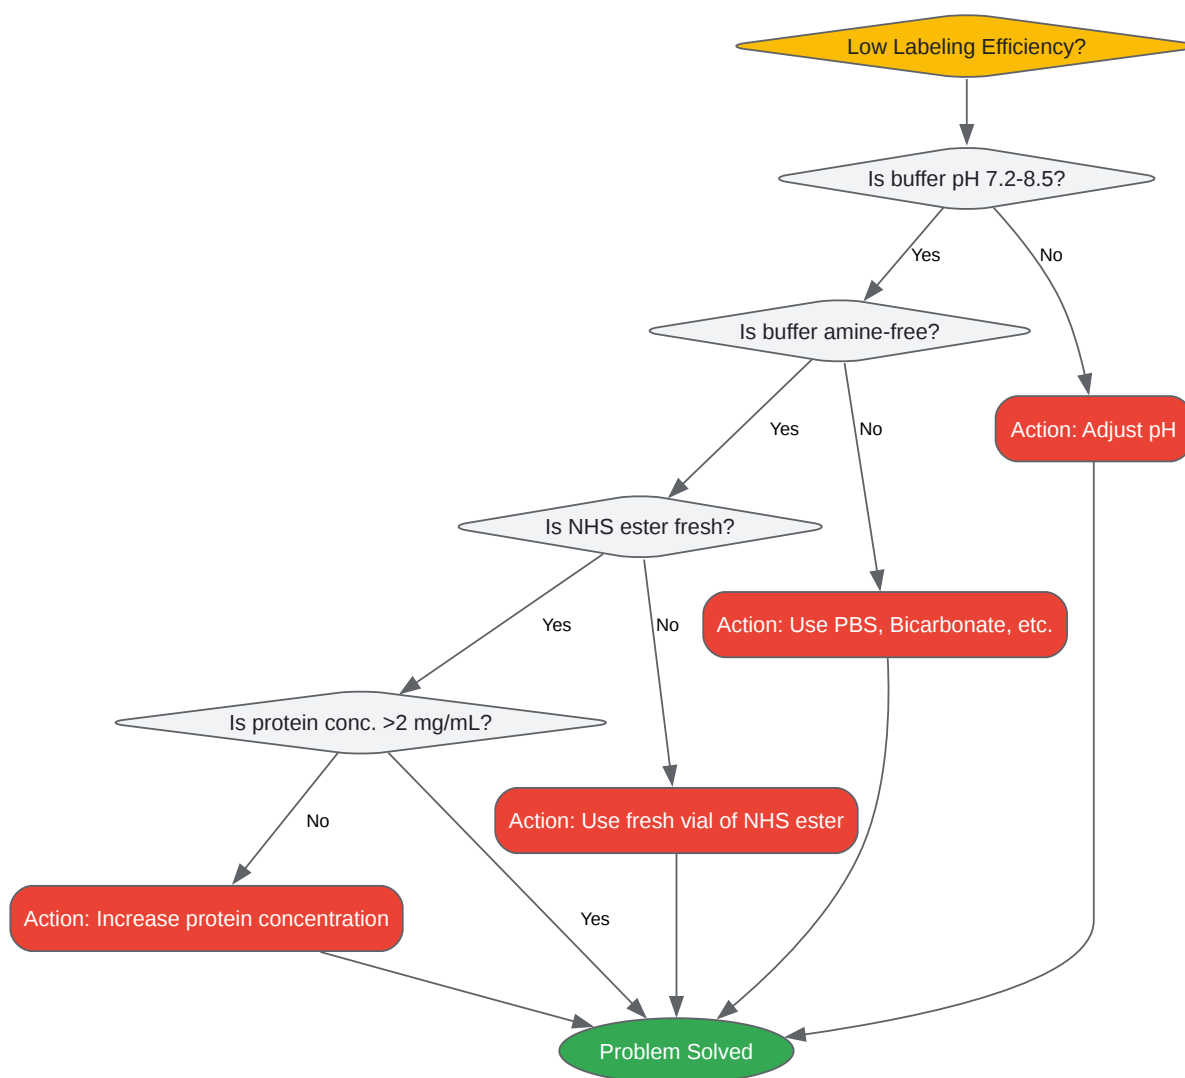 Low Labeling Efficiency?
Is buffer pH 7.2-8.5?
Yes
No
Is buffer amine-free?
Action: Adjust pH
Yes
No
Is NHS ester fresh?
Action: Use PBS, Bicarbonate, etc.
Yes
No
Is protein conc. >2 mg/mL?
Action: Use fresh vial of NHS ester
No
Action: Increase protein concentration
Yes
Problem Solved